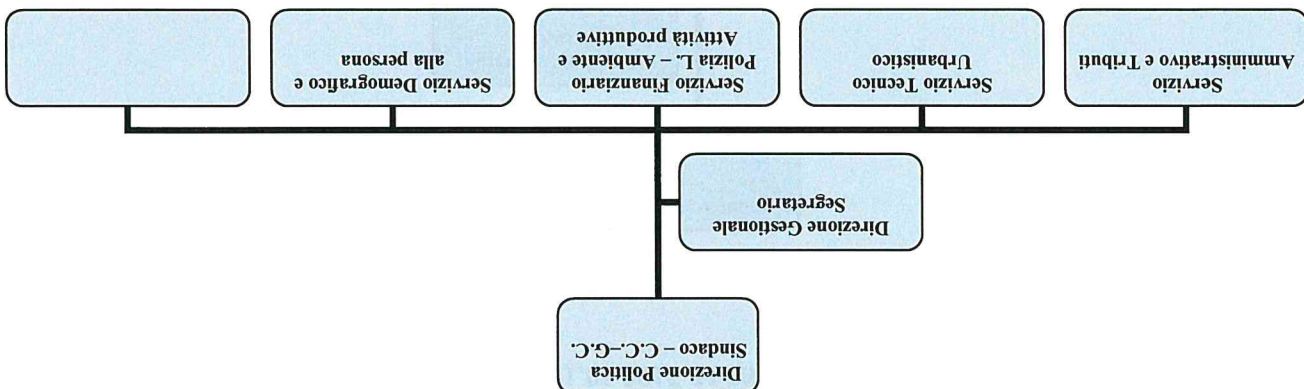 Direzione Politica
Sindaco – C.C.–G.C.
Direzione Gestionale
Segretario
Servizio
Amministrativo e Tributi
Servizio Tecnico
Urbanistico
Servizio Finanziario
Polizia L. – Ambiente e
Attività produttive
Servizio Demografico e
alla persona